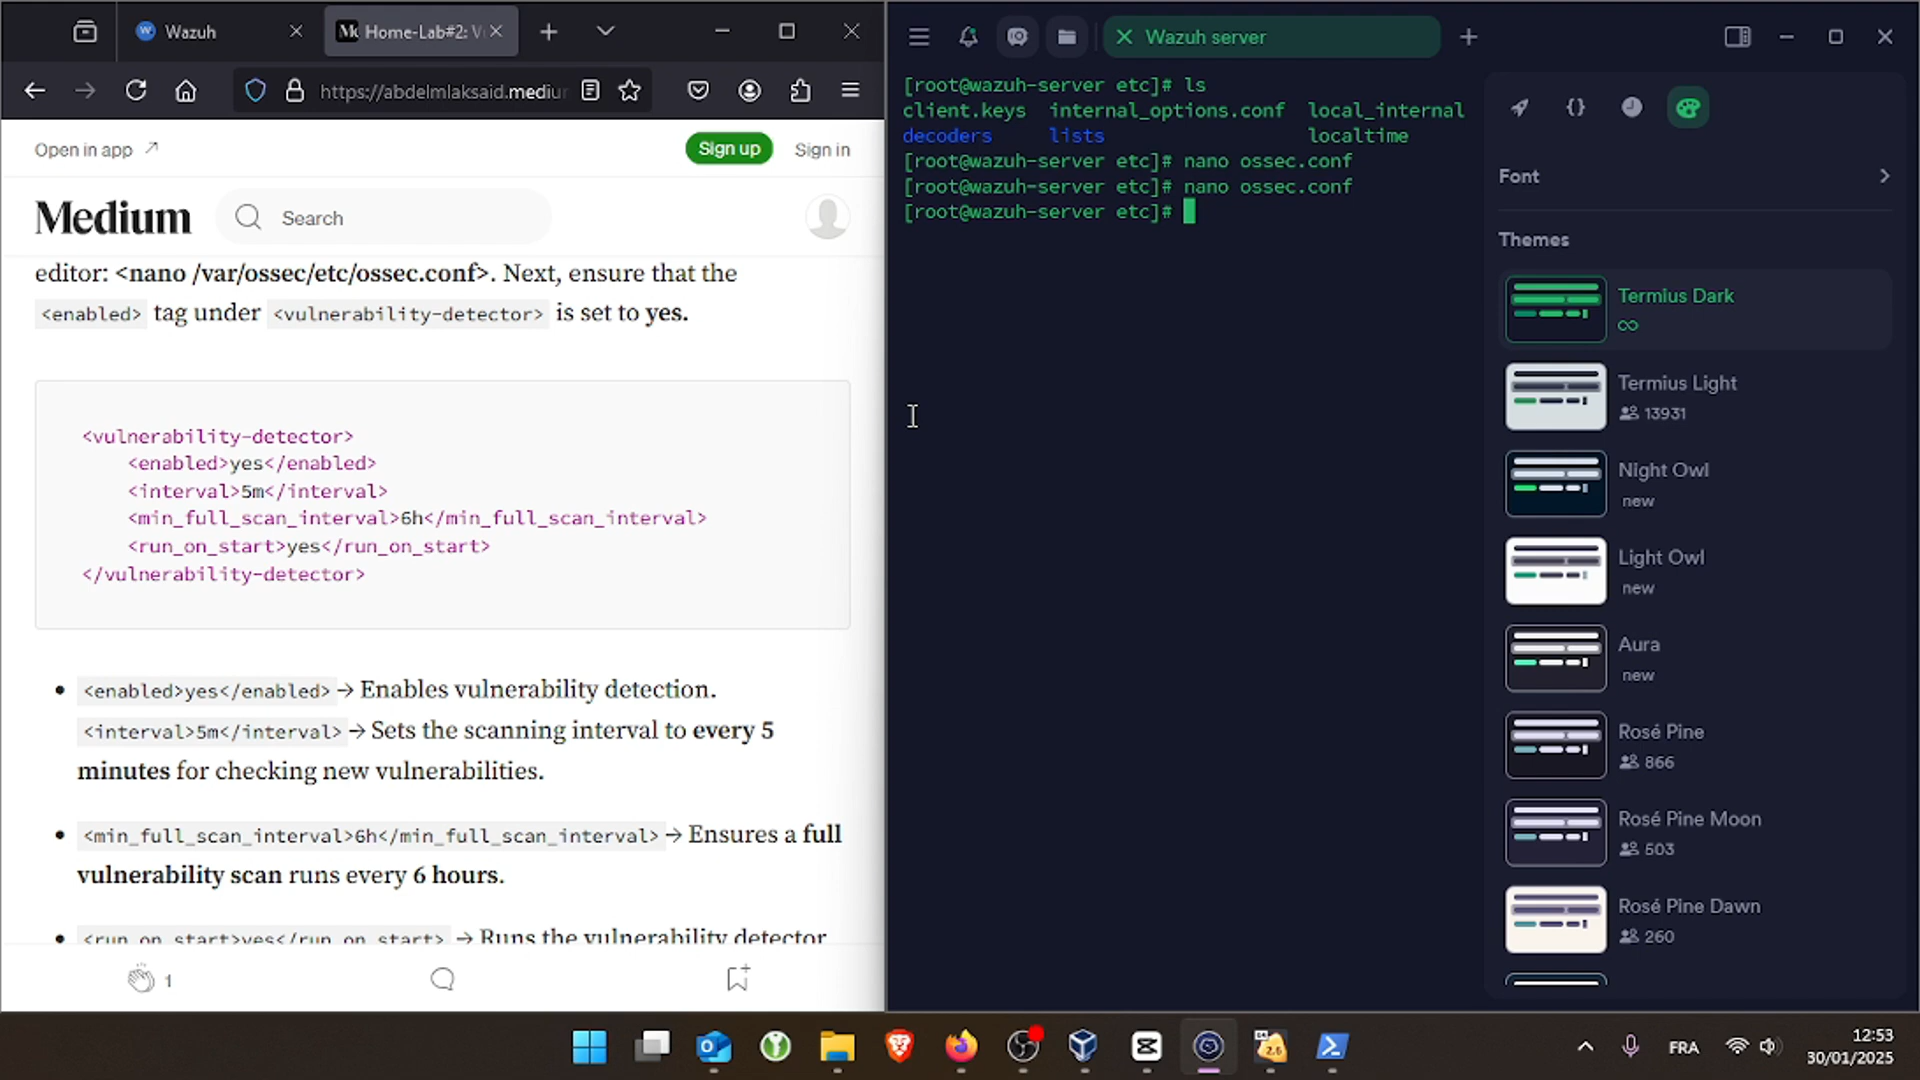 Wazuh
Home-Lab#2: V
https://abdelmlaksaid.mediu
Open in app
Sign up
Sign in
Medium
Search
editor: <nano /var/ossec/etc/ossec.conf>. Next, ensure that the
<enabled> tag under <vulnerability-detector> is set to yes.
<vulnerability-detector>
<enabled>yes</enabled>
<interval>5m</interval>
<min_full_scan_interval>6h</min_full_scan_interval>
<run_on_start>yes</run_on_start>
</vulnerability-detector>
• <enabled>yes</enabled> → Enables vulnerability detection.
<interval>5m</interval> → Sets the scanning interval to every 5
minutes for checking new vulnerabilities.
• <min_full_scan_interval>6h</min_full_scan_interval> → Ensures a full
vulnerability scan runs every 6 hours.
• <run_on_start>yes</run_on_start> → Runs the vulnerability detector
1
Wazuh server
[root@wazuh-server etc]# ls
client.keys internal_options.conf local_internal
decoders lists localtime
[root@wazuh-server etc]# nano ossec.conf
[root@wazuh-server etc]# nano ossec.conf
[root@wazuh-server etc]#
{}
Font
Themes
Termius Dark
∞
Termius Light
13931
Night Owl
new
Light Owl
new
Aura
new
Rosé Pine
866
Rosé Pine Moon
503
Rosé Pine Dawn
260
FRA
12:53
30/01/2025